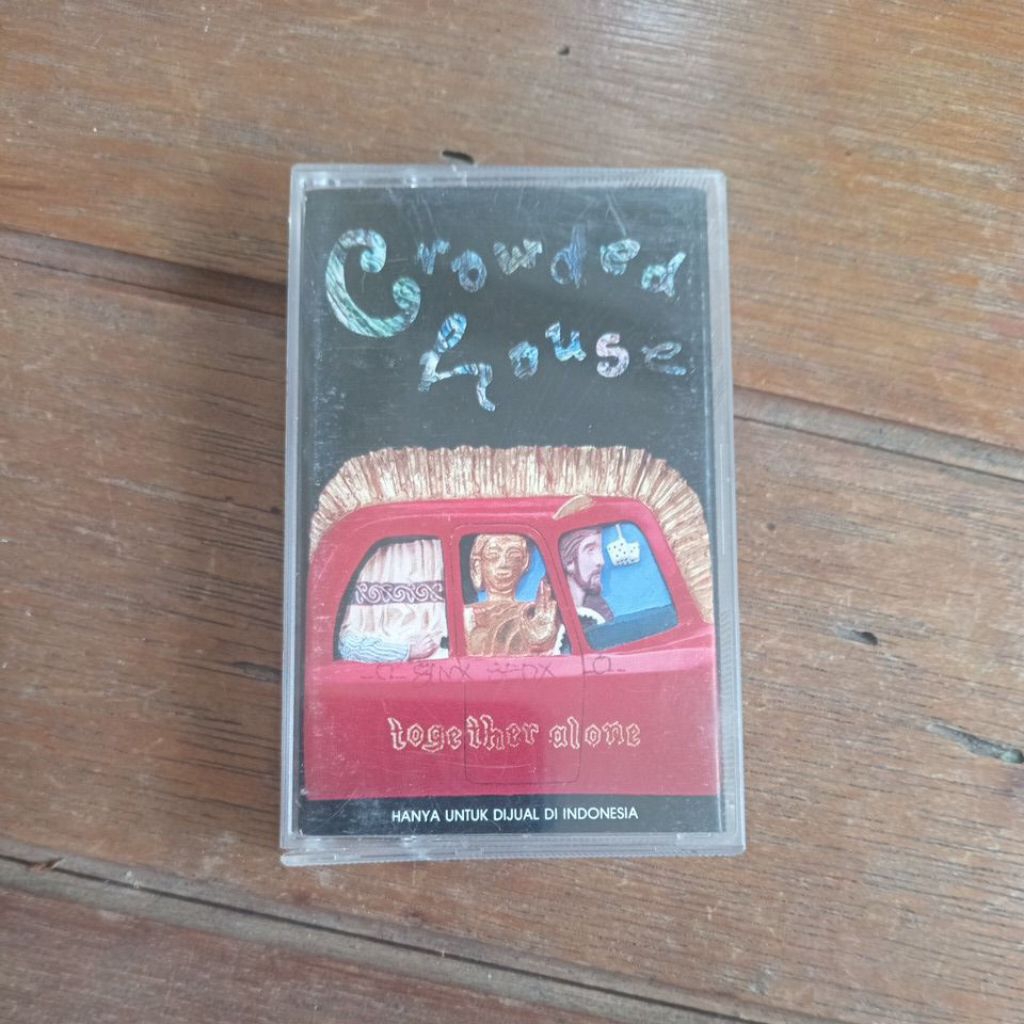 Crowded
house
together alone
HANYA UNTUK DIJUAL DI INDONESIA